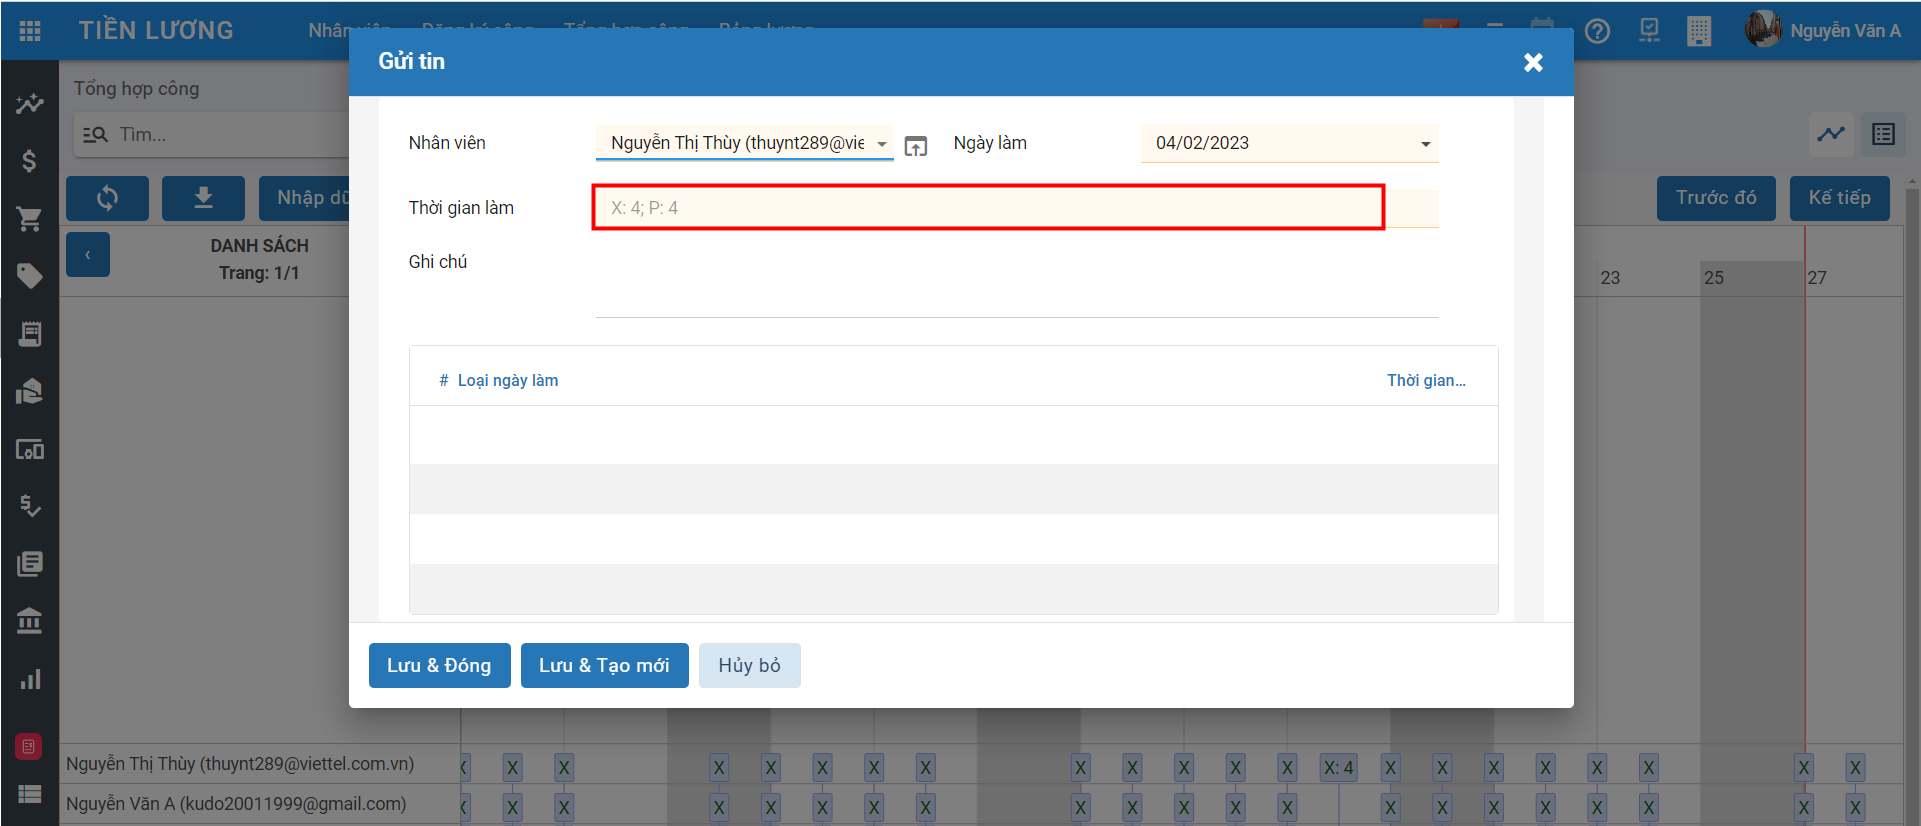 TIỀN LƯƠNG
Nguyễn Văn A
Gửi tin
Tổng hợp công
Tìm...
Nhân viên
Nguyễn Thị Thùy (thuynt289@vie
Ngày làm
04/02/2023
Nhập
Trước đó
Kế tiếp
Thời gian làm
X: 4; P: 4
DANH SÁCH
Trang: 1/1
Ghi chú
23
25
27
# Loại ngày làm
Thời gian...
Lưu & Đóng
Lưu & Tạo mới
Hủy bỏ
Nguyễn Thị Thùy (thuynt289@viettel.com.vn)
X X X X X X X X X X X X X X: 4 X X X X X X X X
Nguyễn Văn A (kudo20011999@gmail.com)
X X X X X X X X X X X X X X X X X X X X X